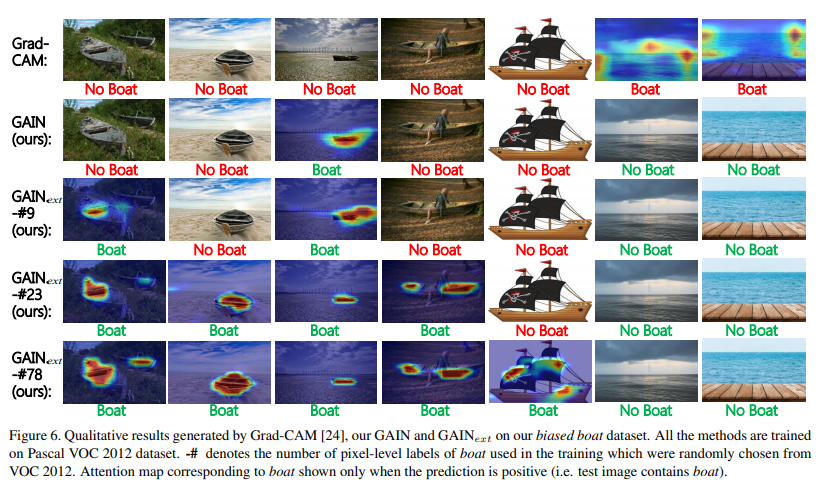 Grad-
CAM:
No Boat No Boat No Boat No Boat No Boat Boat Boat
GAIN
(ours):
No Boat No Boat Boat No Boat No Boat No Boat No Boat
GAINext
-#9
(ours):
Boat No Boat Boat No Boat No Boat No Boat No Boat
GAINext
-#23
(ours):
Boat Boat Boat Boat No Boat No Boat No Boat
GAINext
-#78
(ours):
Boat Boat Boat Boat Boat No Boat No Boat
Figure 6. Qualitative results generated by Grad-CAM [24], our GAIN and GAINext on our biased boat dataset. All the methods are trained
on Pascal VOC 2012 dataset. -# denotes the number of pixel-level labels of boat used in the training which were randomly chosen from
VOC 2012. Attention map corresponding to boat shown only when the prediction is positive (i.e. test image contains boat).